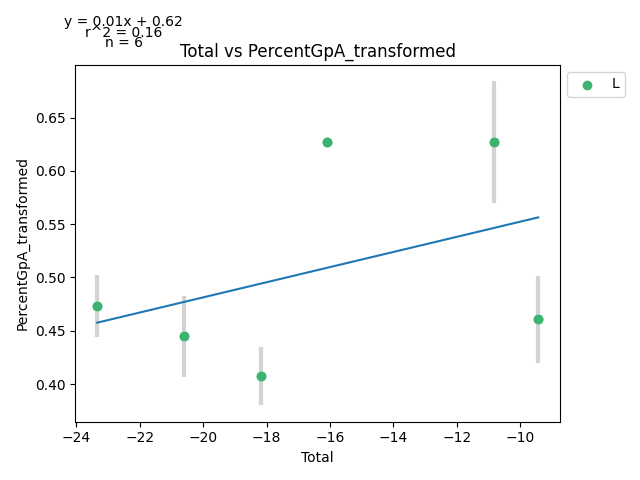 y = 0.01x + 0.62
r^2 = 0.16
n = 6
Total vs PercentGpA_transformed
L
PercentGpA_transformed
0.65
0.60
0.55
0.50
0.45
0.40
−24 −22 −20 −18 −16 −14 −12 −10
Total